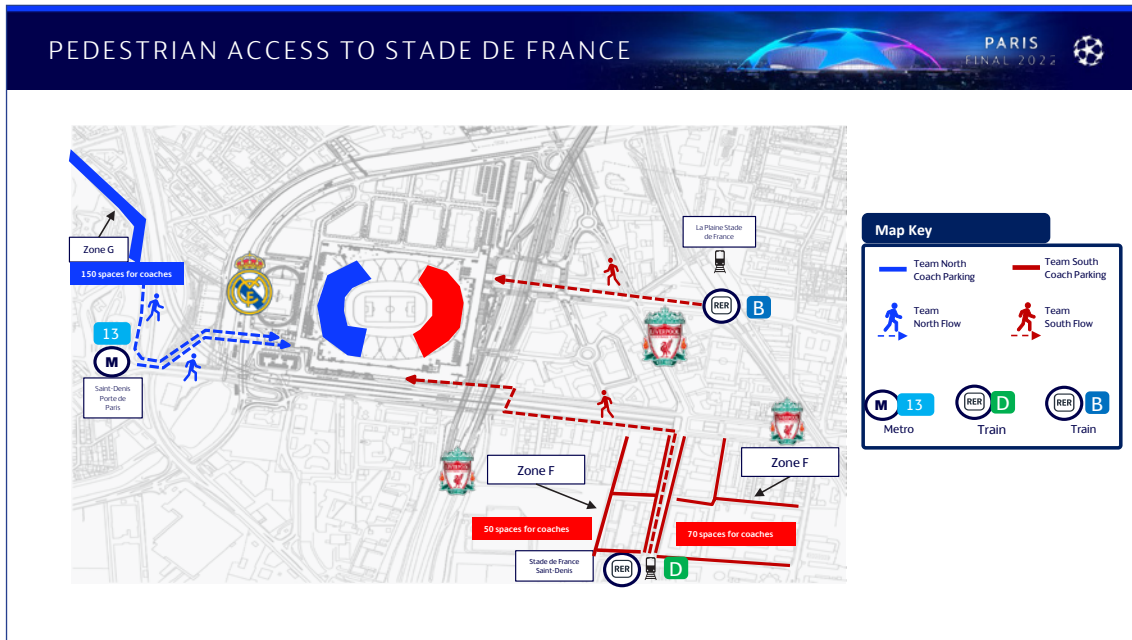 PEDESTRIAN ACCESS TO STADE DE FRANCE
PARIS
FINAL 2022
Zone G
150 spaces for coaches
13
M
Saint-Denis
Porte de
Paris
La Plaine Stade
de France
RER
B
LIVERPOOL
Zone F
50 spaces for coaches
Zone F
70 spaces for coaches
Stade de France
Saint-Denis
RER
D
Map Key
Team North
Coach Parking
Team South
Coach Parking
Team
North Flow
Team
South Flow
M 13
Metro
RER D
Train
RER B
Train